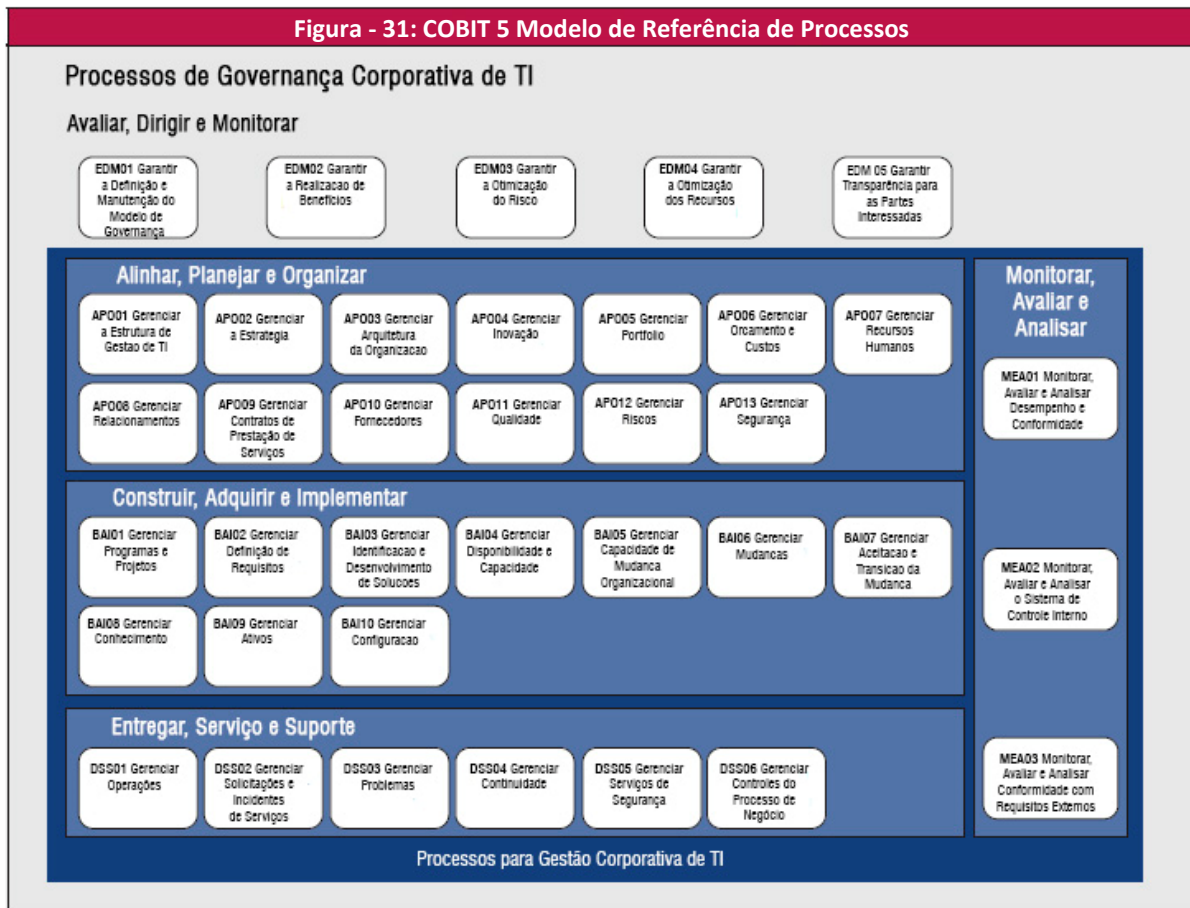 Figura - 31: COBIT 5 Modelo de Referência de Processos
Processos de Governança Corporativa de TI
Avaliar, Dirigir e Monitorar
EDM01 Garantir
a Definição e
Manutenção do
Modelo de
Governança
EDM02 Garantir
a Realizacao de
Benefícios
EDM03 Garantir
a Otimização
do Risco
EDM04 Garantir
a Otimização
dos Recursos
EDM 05 Garantir
Transparência para
as Partes
Interessadas
Alinhar, Planejar e Organizar
APO01 Gerenciar
a Estrutura de
Gestao de TI
APO02 Gerenciar
a Estrategia
APO03 Gerenciar
Arquitetura
da Organizacao
APO04 Gerenciar
Inovação
APO05 Gerenciar
Portfolio
APO06 Gerenciar
Orcamento e
Custos
APO07 Gerenciar
Recursos
Humanos
APO08 Gerenciar
Relacionamentos
APO09 Gerenciar
Contratos de
Prestação de
Serviços
APO10 Gerenciar
Fornecedores
APO11 Gerenciar
Qualidade
APO12 Gerenciar
Riscos
APO13 Gerenciar
Segurança
Construir, Adquirir e Implementar
BAI01 Gerenciar
Programas e
Projetos
BAI02 Gerenciar
Definição de
Requisitos
BAI03 Gerenciar
Identificacao e
Desenvolvimento
de Solucoes
BAI04 Gerenciar
Disponibilidade e
Capacidade
BAI05 Gerenciar
Capacidade de
Mudanca
Organizacional
BAI06 Gerenciar
Mudancas
BAI07 Gerenciar
Aceitacao e
Transicao da
Mudanca
BAI08 Gerenciar
Conhecimento
BAI09 Gerenciar
Ativos
BAI10 Gerenciar
Configuracao
Entregar, Serviço e Suporte
DSS01 Gerenciar
Operações
DSS02 Gerenciar
Solicitações e
Incidentes
de Serviços
DSS03 Gerenciar
Problemas
DSS04 Gerenciar
Continuidade
DSS05 Gerenciar
Serviços de
Segurança
DSS06 Gerenciar
Controles do
Processo de
Negócio
Monitorar,
Avaliar e
Analisar
MEA01 Monitorar,
Avaliar e Analisar
Desempenho e
Conformidade
MEA02 Monitorar,
Avaliar e Analisar
o Sistema de
Controle Interno
MEA03 Monitorar,
Avaliar e Analisar
Conformidade com
Requisitos Externos
Processos para Gestão Corporativa de TI